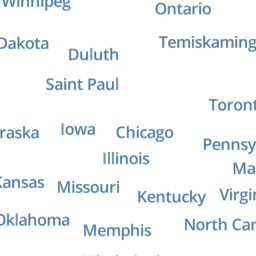 Winnipeg
Ontario
Dakota
Temiskaming
Duluth
Saint Paul
Toront
raska
Iowa
Chicago
Pennsy
Illinois
Ma
Kansas
Missouri
Kentucky
Virgin
Oklahoma
Memphis
North Car